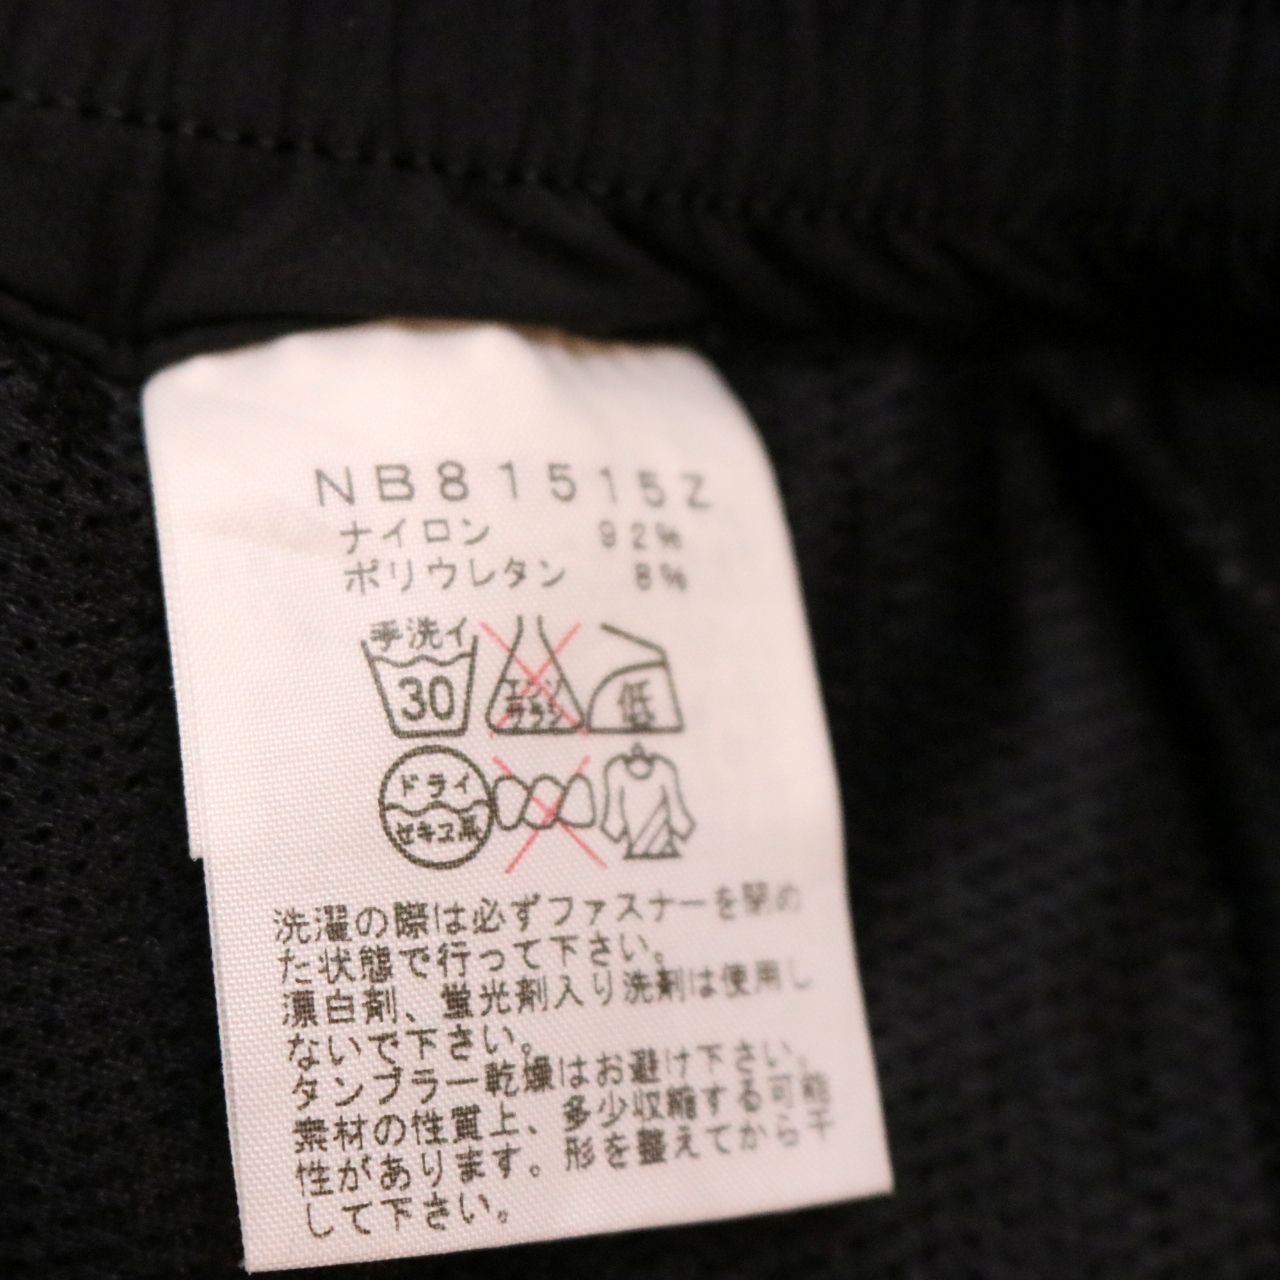 NB81515Z
ナイロン 92%
ポリウレタン 8%
手洗イ
30
エンソ
サラシ
低
ドライ
セキユ系
洗濯の際は必ずファスナーを閉め
た状態で行って下さい。
漂白剤、蛍光剤入り洗剤は使用し
ないで下さい。
タンブラー乾燥はお避け下さい。
素材の性質上、多少収縮する可能
性があります。形を整えてから干
して下さい。